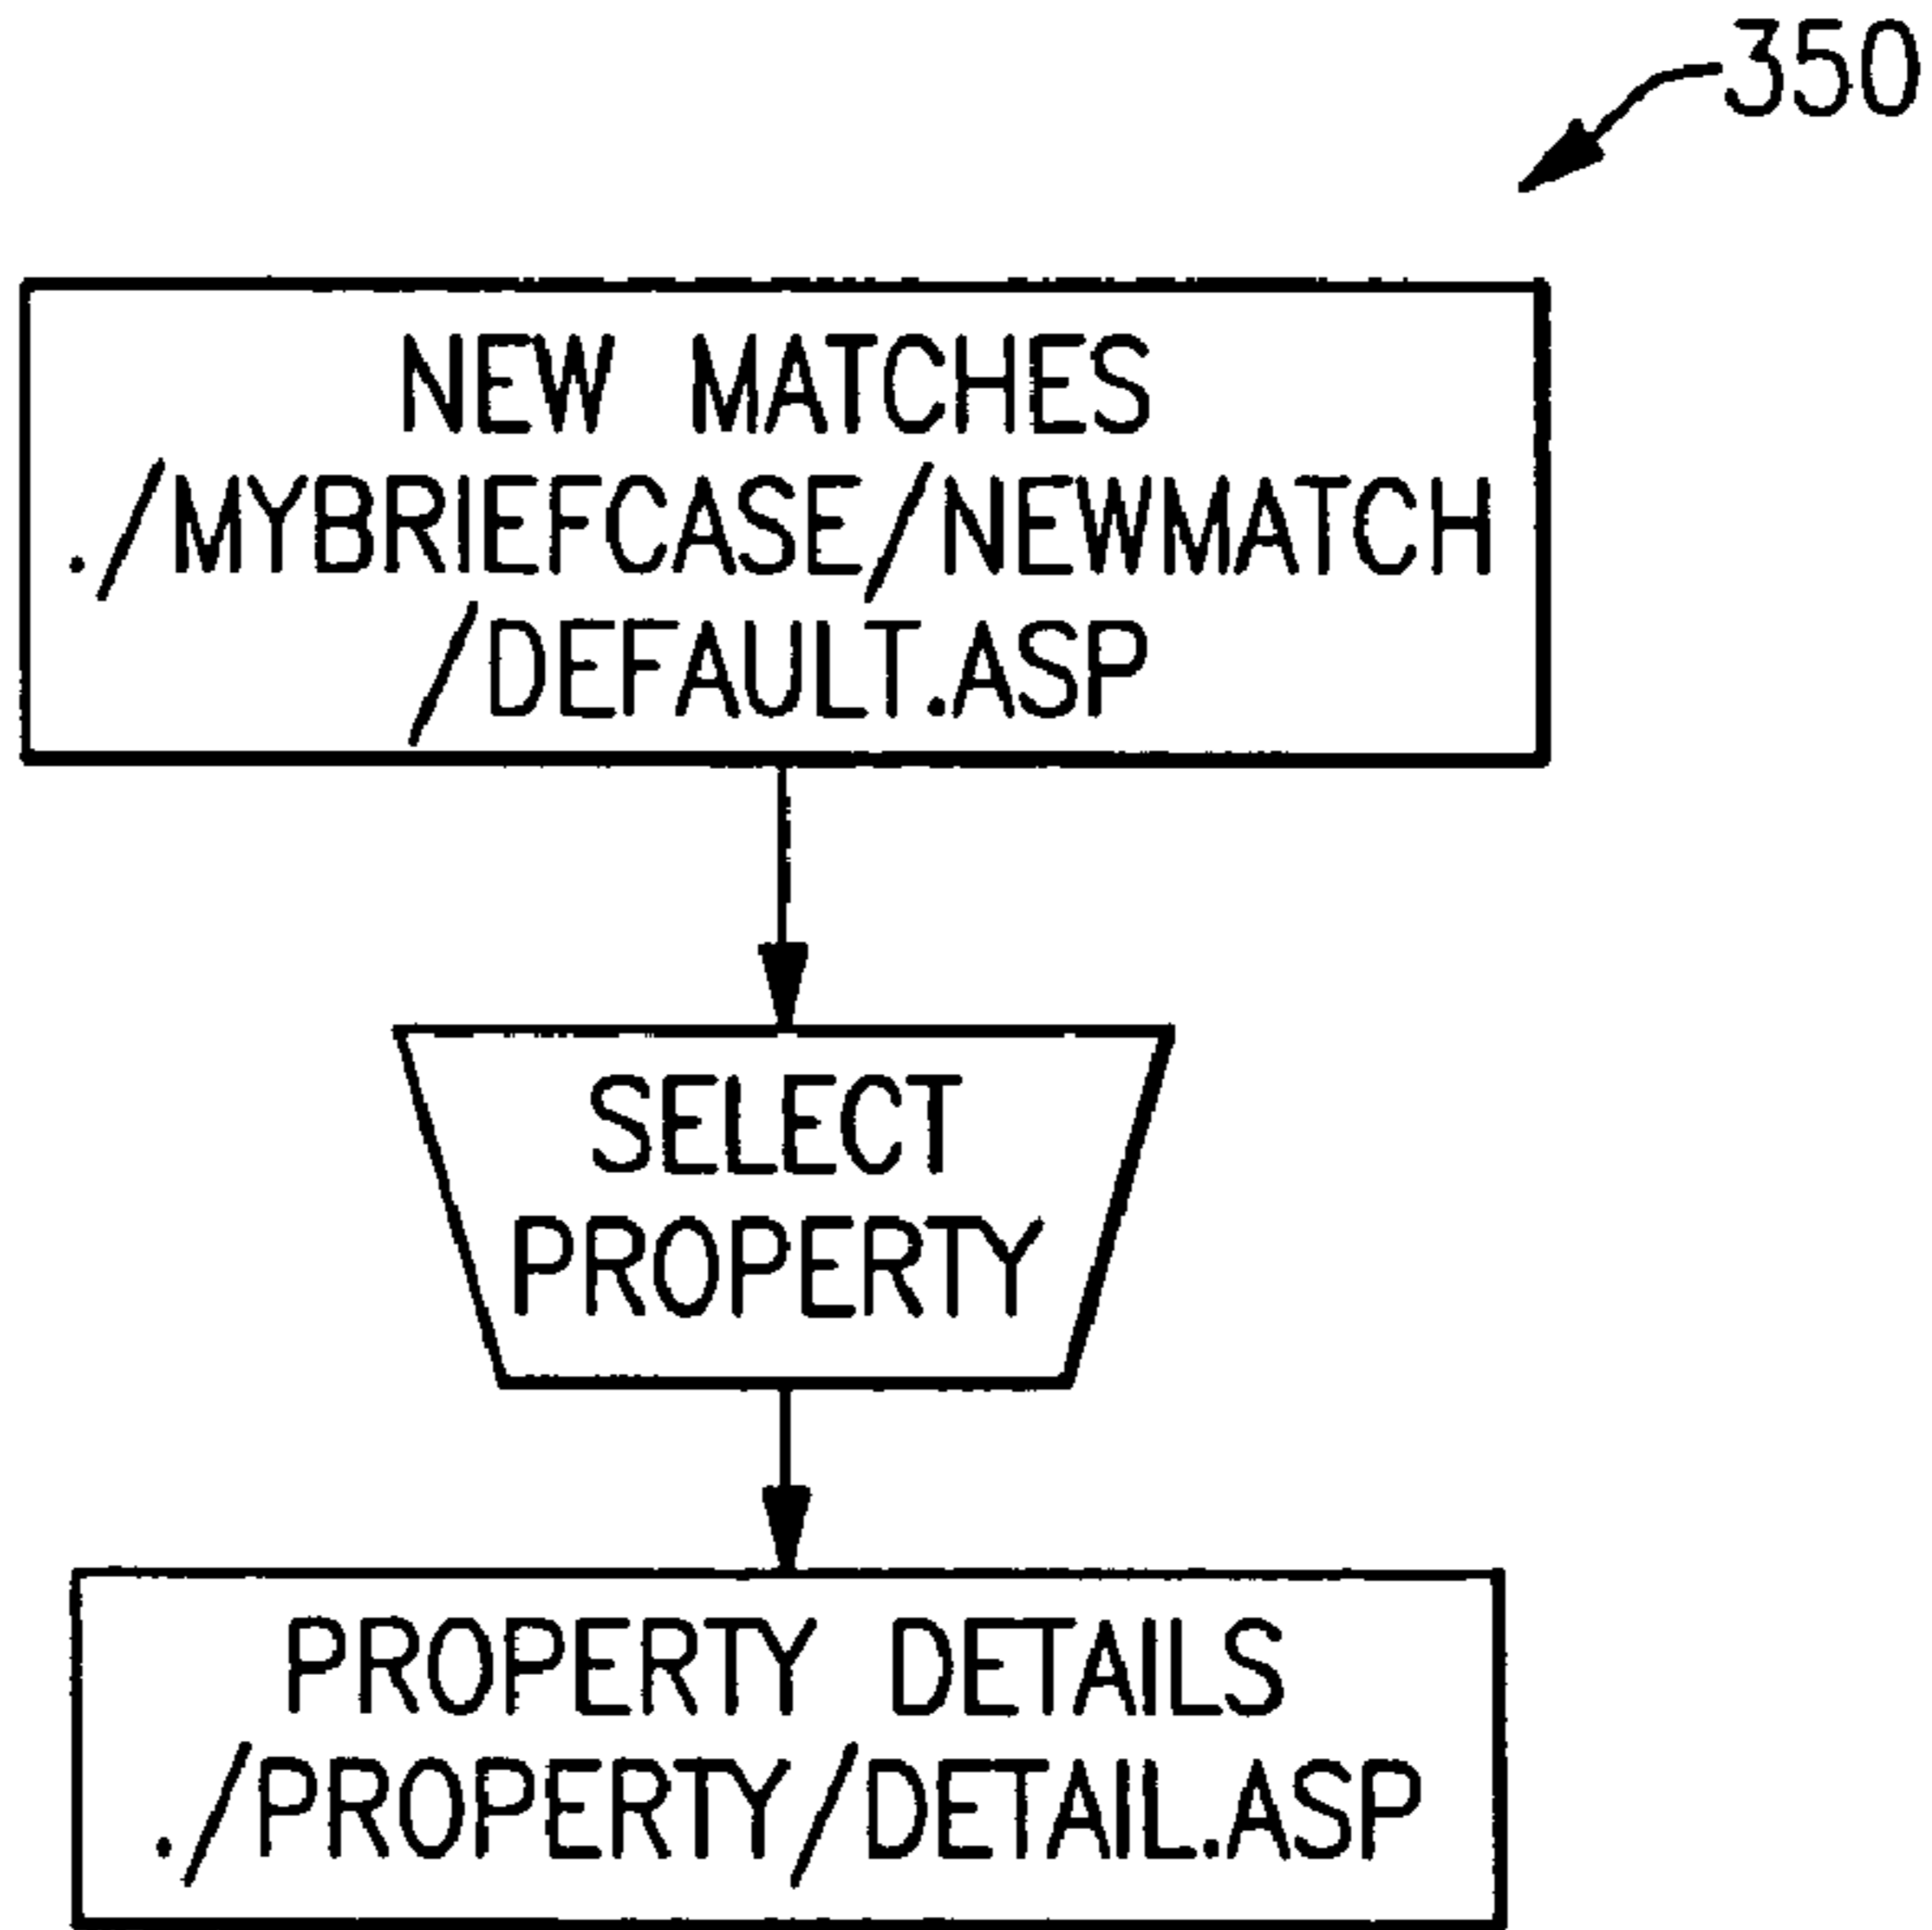 350
NEW MATCHES
./MYBRIEFCASE/NEWMATCH
/DEFAULT.ASP
SELECT
PROPERTY
PROPERTY DETAILS
./PROPERTY/DETAIL.ASP